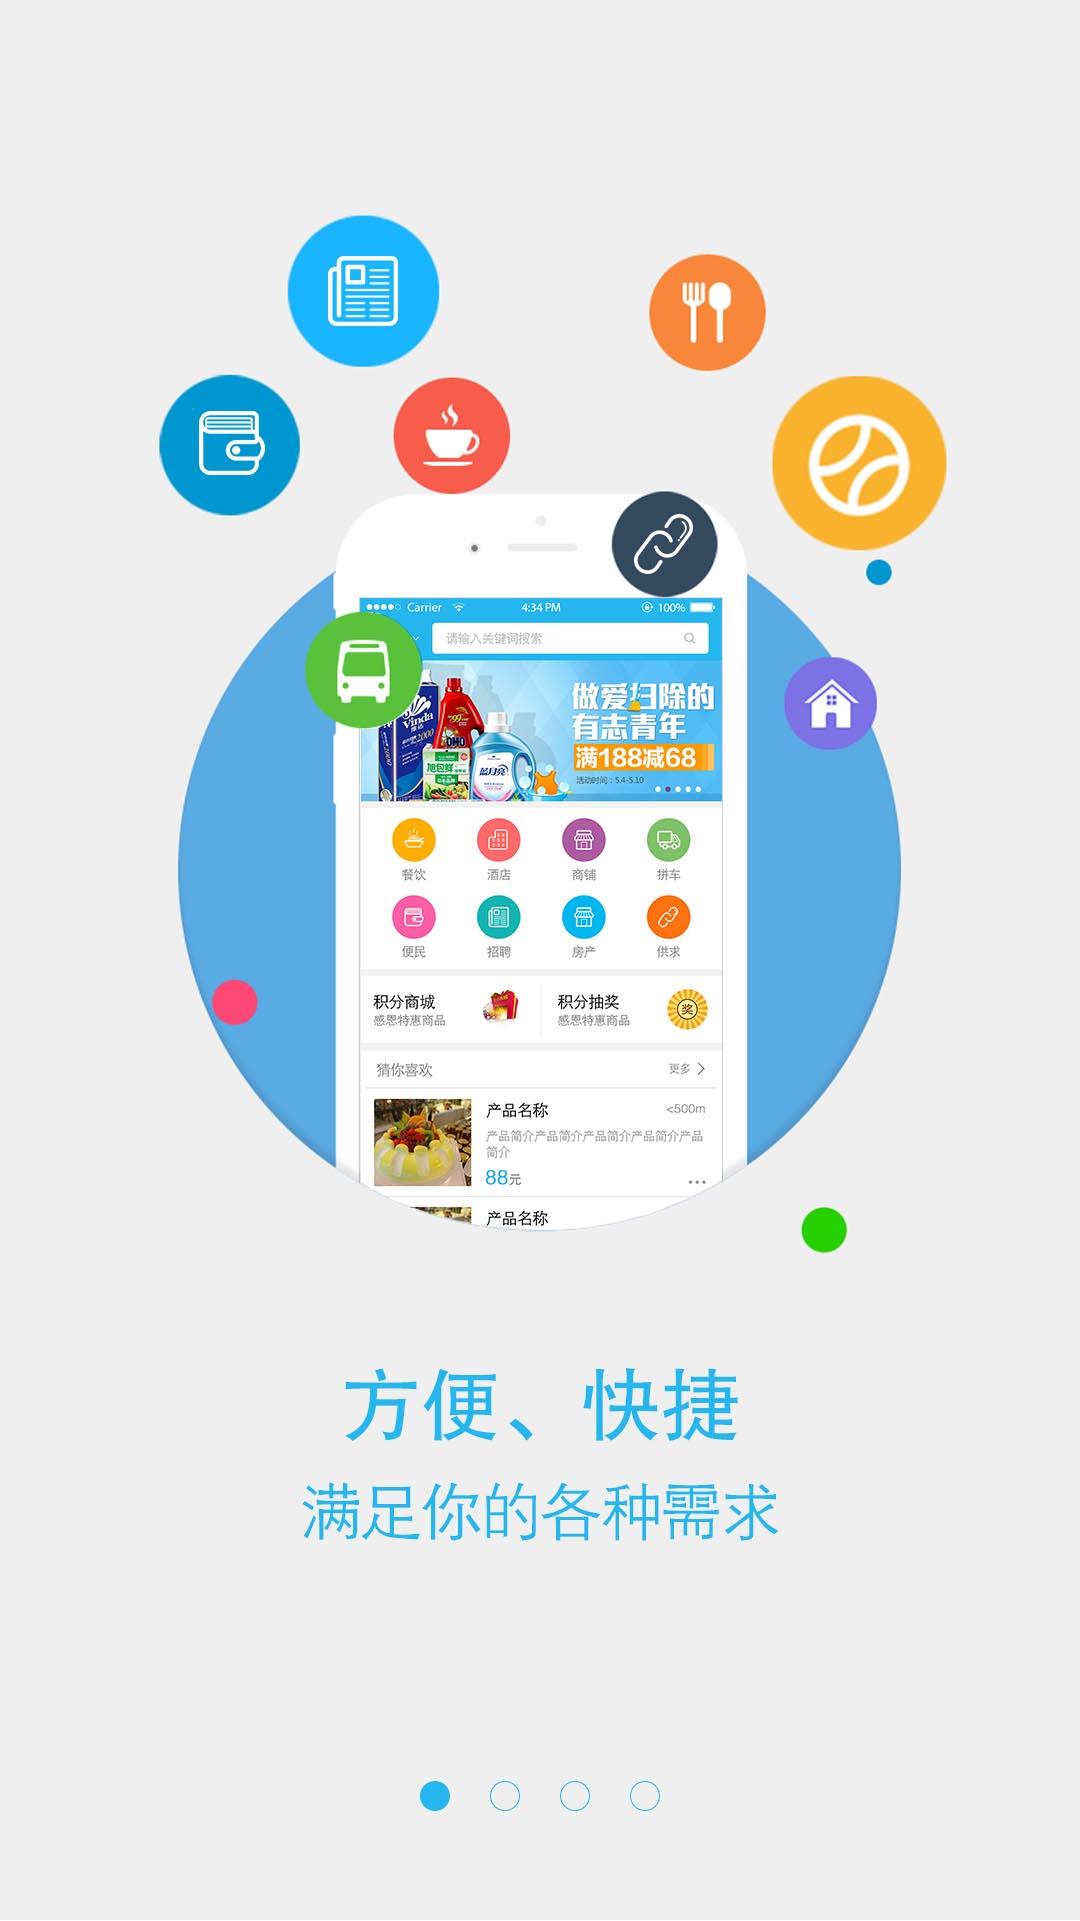 Carrier 4:34 PM 100%
请输入关键词搜索
做爱扫除的
有志青年
满188减68
活动时间：5.4-5.10
Vinda
维达
2000
99
OMO
旭包鲜
蓝月亮
餐饮 酒店 商铺 拼车
便民 招聘 房产 供求
积分商城 积分抽奖
感恩特惠商品 感恩特惠商品
奖
猜你喜欢 更多
产品名称 <500m
产品简介产品简介产品简介产品简介产品
简介
88元
产品名称
方便、快捷
满足你的各种需求